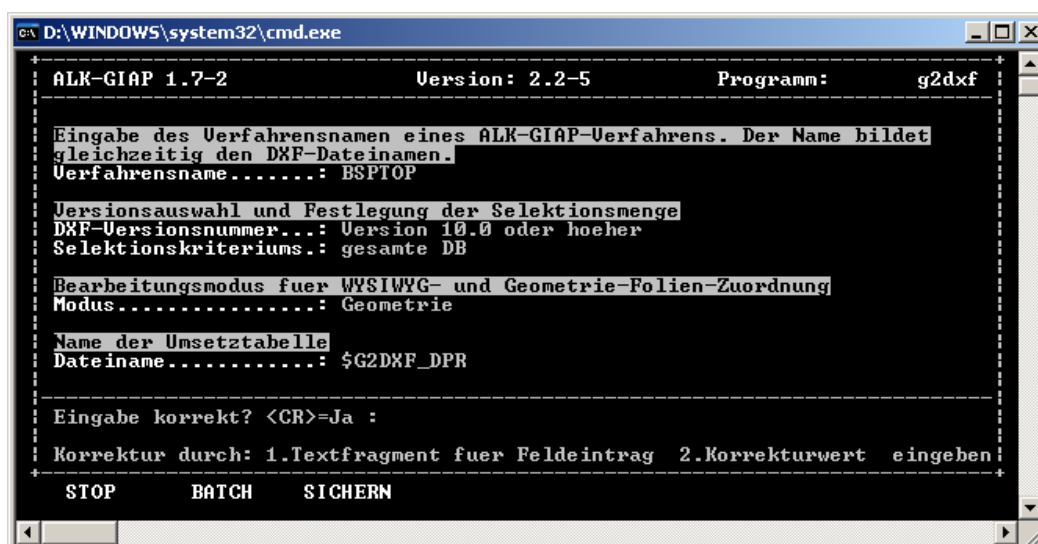 D:\WINDOWS\system32\cmd.exe
ALK-GIAP 1.7-2 Version: 2.2-5 Programm: g2dxf
Eingabe des Verfahrensnamen eines ALK-GIAP-Verfahrens. Der Name bildet
gleichzeitig den DXF-Dateinamen.
Verfahrensname.......: BSPTOP
Versionsauswahl und Festlegung der Selektionsmenge
DXF-Versionsnummer...: Version 10.0 oder hoeher
Selektionskriteriums.: gesamte DB
Bearbeitungsmodus fuer WYSIWYG- und Geometrie-Folien-Zuordnung
Modus................: Geometrie
Name der Umsetztabelle
Dateiname............: $G2DXF_DPR
Eingabe korrekt? <CR>=Ja :
Korrektur durch: 1.Textfragment fuer Feldeintrag 2.Korrekturwert eingeben
STOP BATCH SICHERN